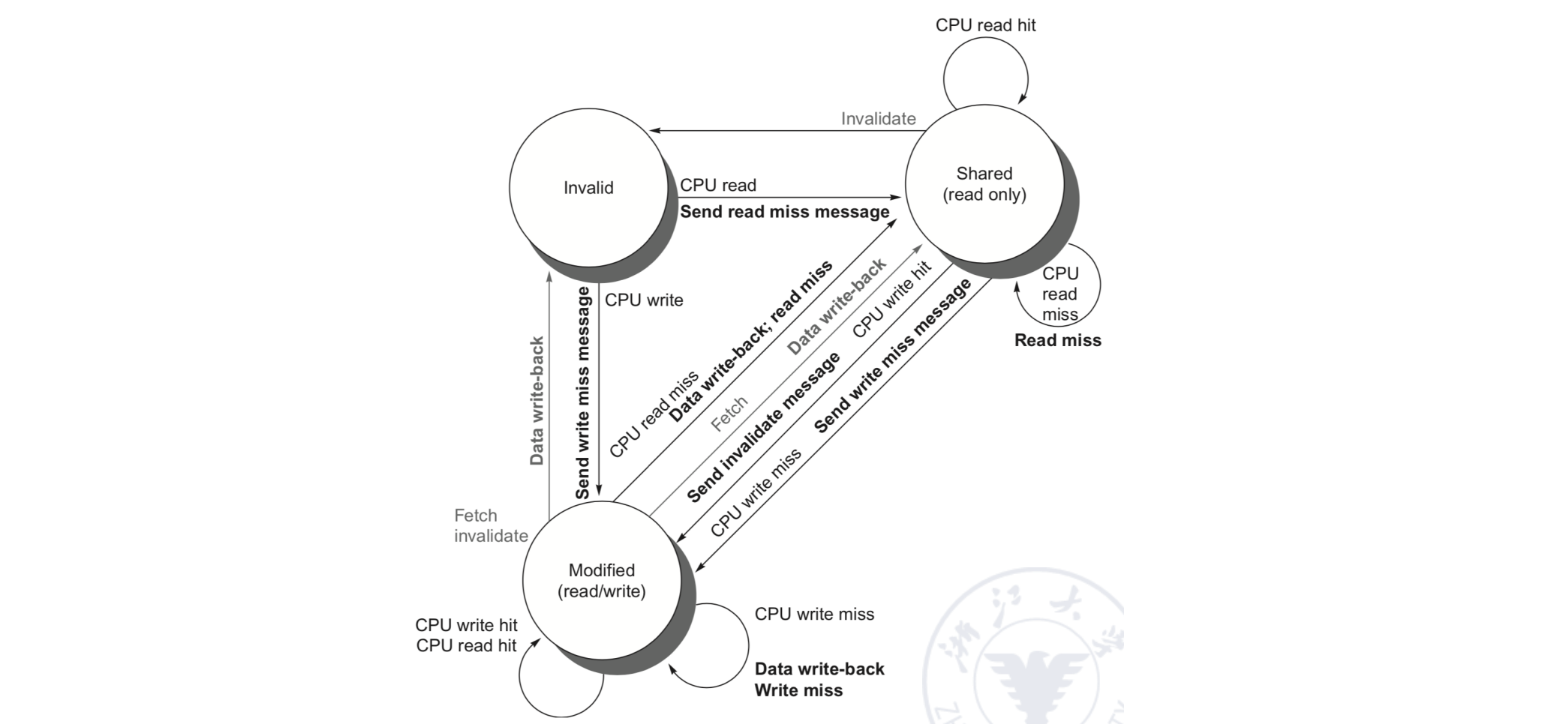 CPU read hit
Invalidate
Invalid
Shared
(read only)
CPU read
Send read miss message
CPU
read
miss
Read miss
CPU write
Send write miss message
Data write-back
Fetch
invalidate
CPU read miss
Data write-back; read miss
Fetch
Data write-back
CPU write hit
Send invalidate message
CPU write miss
Send write miss message
Modified
(read/write)
CPU write hit
CPU read hit
CPU write miss
Data write-back
Write miss
浙江大学